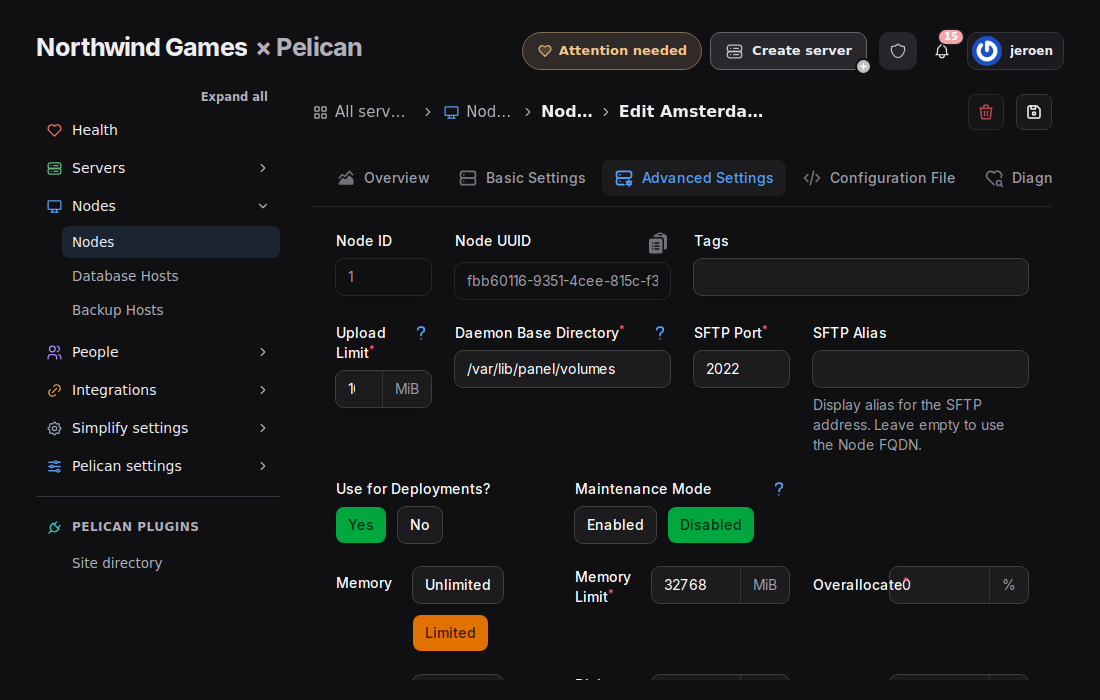 Northwind Games × Pelican
Attention needed
Create server
15
jeroen
Expand all
Health
Servers
Nodes
Nodes
Database Hosts
Backup Hosts
People
Integrations
Simplify settings
Pelican settings
PELICAN PLUGINS
Site directory
All serv... > Nod... > Nod... > Edit Amsterda...
Overview
Basic Settings
Advanced Settings
Configuration File
Diagn
Node ID
1
Node UUID
fbb60116-9351-4cee-815c-f3
Tags
Upload
Limit*
?
MiB
Daemon Base Directory*
?
/var/lib/panel/volumes
SFTP Port*
2022
SFTP Alias
Display alias for the SFTP
address. Leave empty to use
the Node FQDN.
Use for Deployments?
Yes
No
Maintenance Mode
?
Enabled
Disabled
Memory
Unlimited
Limited
Memory
Limit*
32768
MiB
Overallocate*
0
%